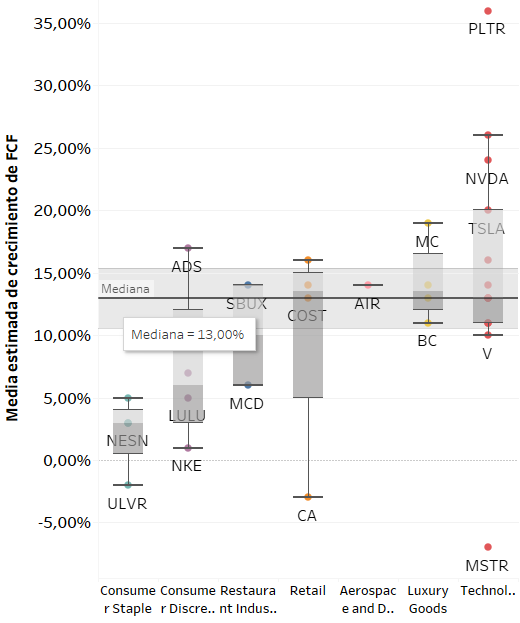 Media estimada de crecimiento de FCF
35,00%
30,00%
25,00%
20,00%
15,00%
10,00%
5,00%
0,00%
-5,00%
PLTR
NVDA
TSLA
MC
ADS
Mediana
SBUX
AIR
COST
Mediana = 13,00%
BC
V
MCD
LULU
NESN
NKE
ULVR
CA
MSTR
Consume
r Staple
Consume
r Discre..
Restaura
nt Indus..
Retail
Aerospac
e and D..
Luxury
Goods
Technol..